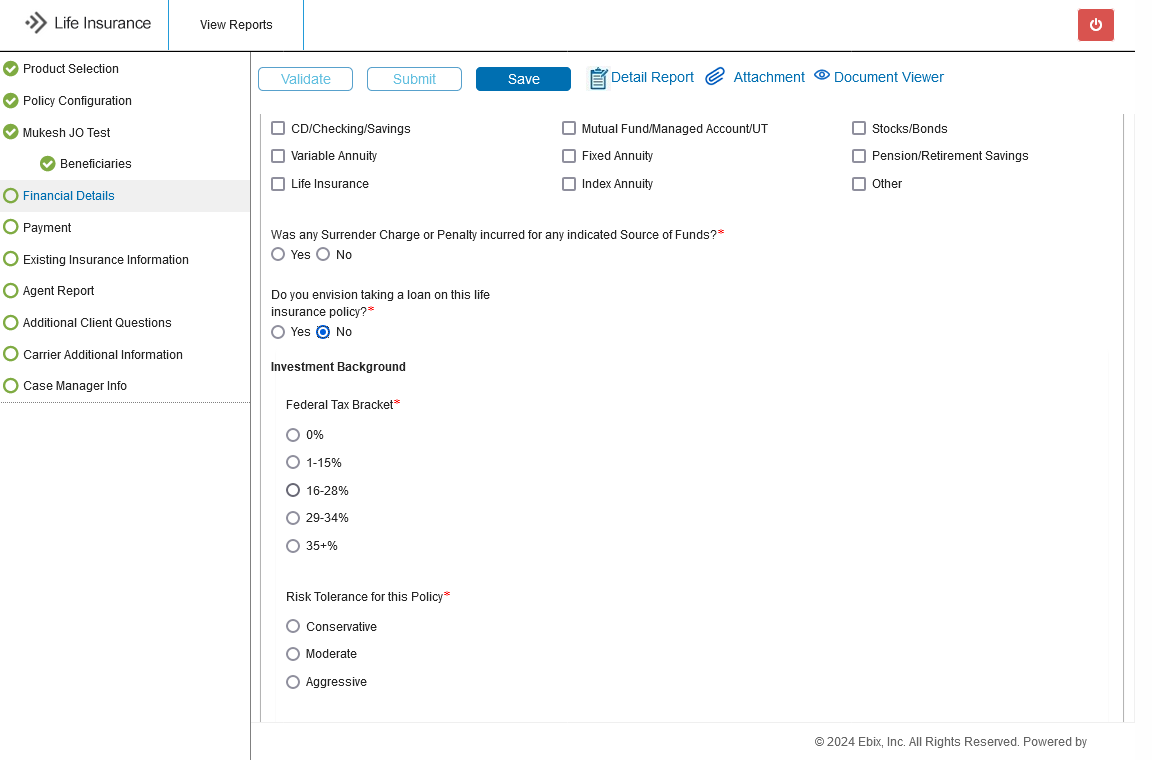 Life Insurance
View Reports
Product Selection
Policy Configuration
Mukesh JO Test
Beneficiaries
Financial Details
Payment
Existing Insurance Information
Agent Report
Additional Client Questions
Carrier Additional Information
Case Manager Info
Validate Submit Save Detail Report Attachment Document Viewer
CD/Checking/Savings Mutual Fund/Managed Account/UT Stocks/Bonds
Variable Annuity Fixed Annuity Pension/Retirement Savings
Life Insurance Index Annuity Other
Was any Surrender Charge or Penalty incurred for any indicated Source of Funds?*
Yes No
Do you envision taking a loan on this life
insurance policy?*
Yes No
Investment Background
Federal Tax Bracket*
0%
1-15%
16-28%
29-34%
35+%
Risk Tolerance for this Policy*
Conservative
Moderate
Aggressive
© 2024 Ebix, Inc. All Rights Reserved. Powered by